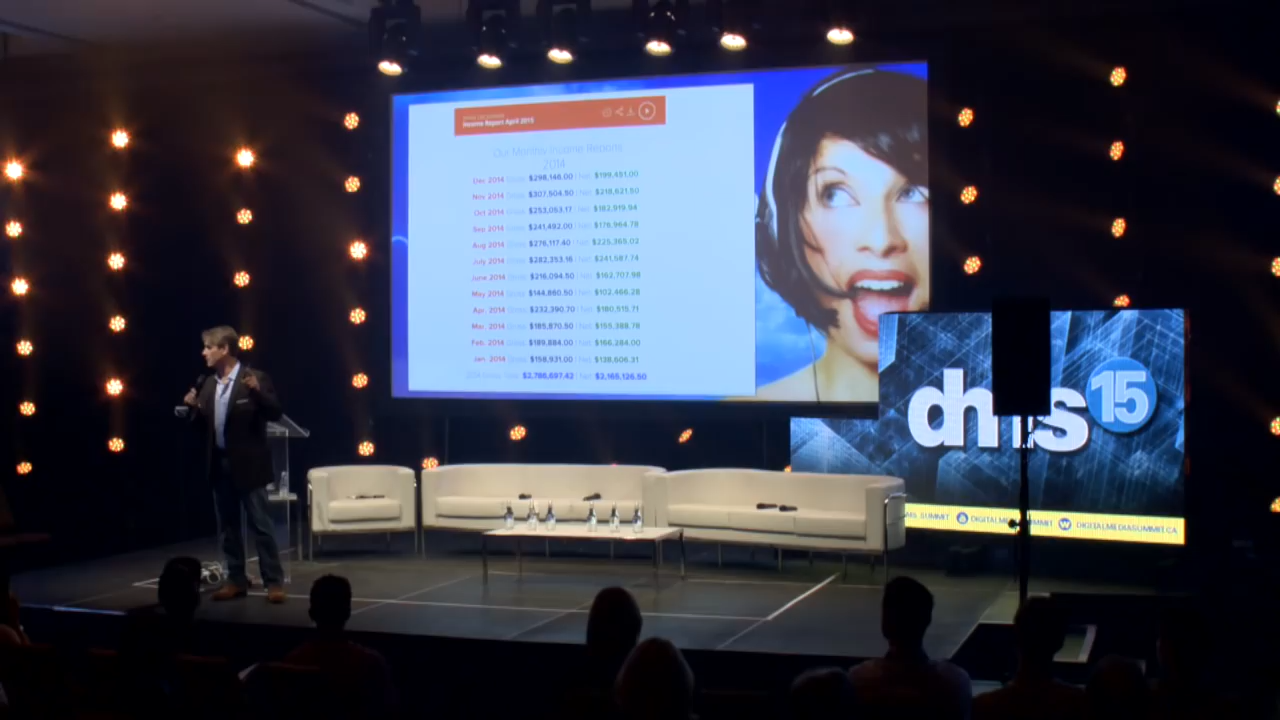 Income Report April 2015
Our Monthly Income Reports
2014
Dec 2014 Gross: $298,148.00 | Net: $199,451.00
Nov 2014 Gross: $307,504.50 | Net: $218,621.50
Oct 2014 Gross: $253,053.17 | Net: $182,919.94
Sep 2014 Gross: $241,492.00 | Net: $176,964.78
Aug 2014 Gross: $276,117.40 | Net: $225,365.02
July 2014 Gross: $282,353.16 | Net: $241,587.74
June 2014 Gross: $216,094.50 | Net: $162,707.98
May 2014 Gross: $144,660.50 | Net: $102,466.28
Apr. 2014 Gross: $232,390.70 | Net: $180,515.71
Mar. 2014 Gross: $185,870.50 | Net: $155,388.78
Feb. 2014 Gross: $189,884.00 | Net: $166,284.00
Jan. 2014 Gross: $158,931.00 | Net: $138,606.31
2014 $2,786,697.42 | Net: $2,165,126.50
15
SUMMIT DIGITALMEDIASUMMIT.CA